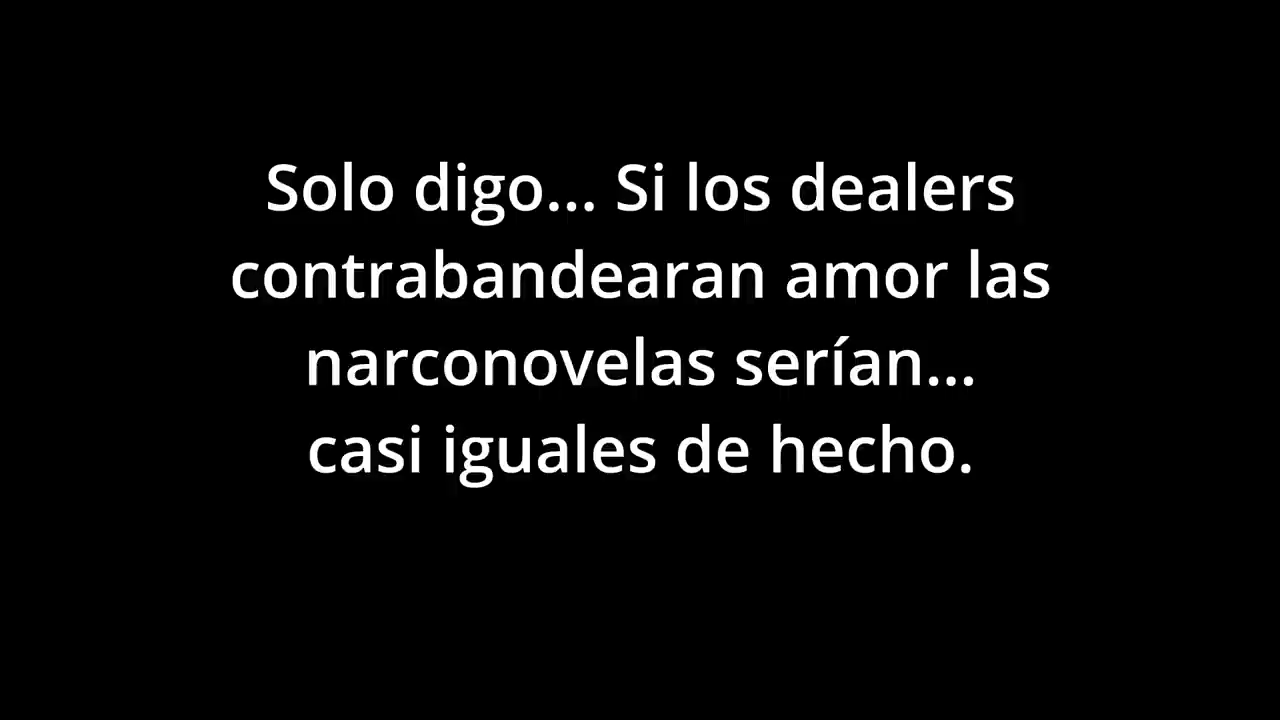 Solo digo... Si los dealers
contrabandearan amor las
narconovelas serían...
casi iguales de hecho.